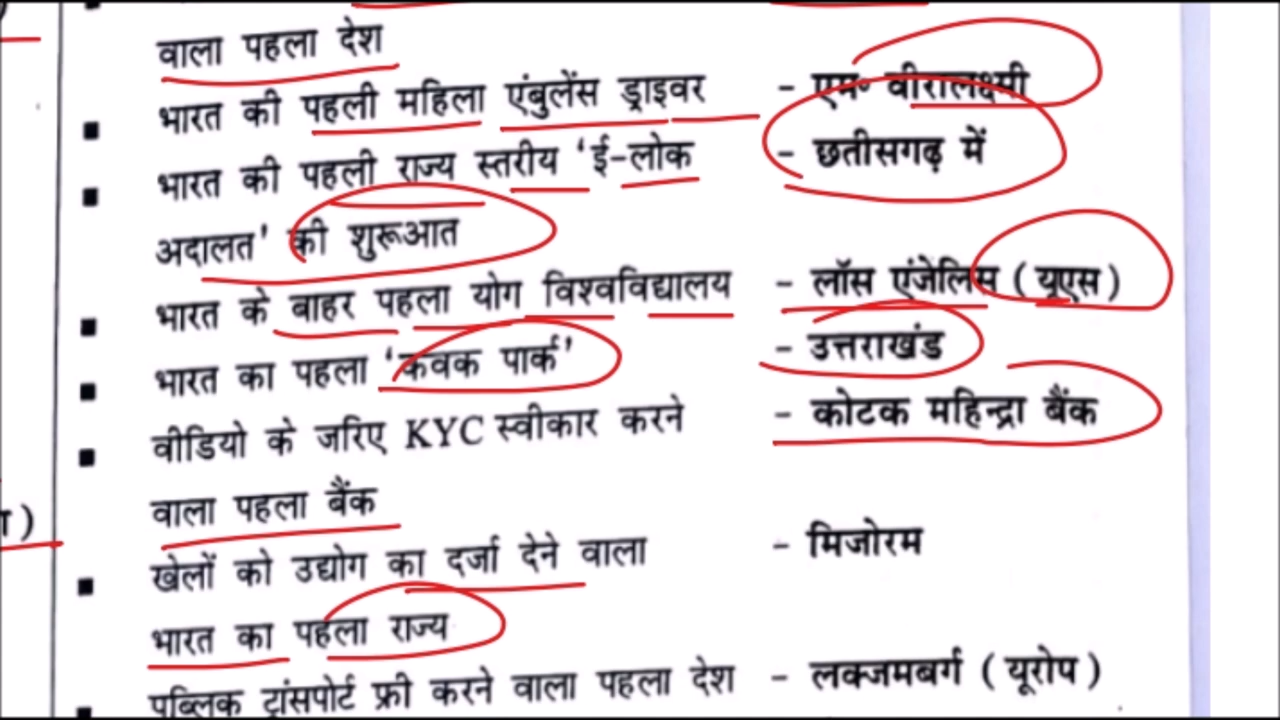 वाला पहला देश
▪ भारत की पहली महिला एंबुलेंस ड्राइवर - एम॰ वीरालक्ष्मी
▪ भारत की पहली राज्य स्तरीय 'ई-लोक - छतीसगढ़ में
अदालत' की शुरूआत
▪ भारत के बाहर पहला योग विश्वविद्यालय - लॉस एंजेलिस (यूएस)
▪ भारत का पहला 'कवक पार्क' - उत्तराखंड
▪ वीडियो के जरिए KYC स्वीकार करने - कोटक महिन्द्रा बैंक
वाला पहला बैंक
▪ खेलों को उद्योग का दर्जा देने वाला - मिजोरम
भारत का पहला राज्य
▪ पब्लिक ट्रांसपोर्ट फ्री करने वाला पहला देश - लक्जमबर्ग (यूरोप)